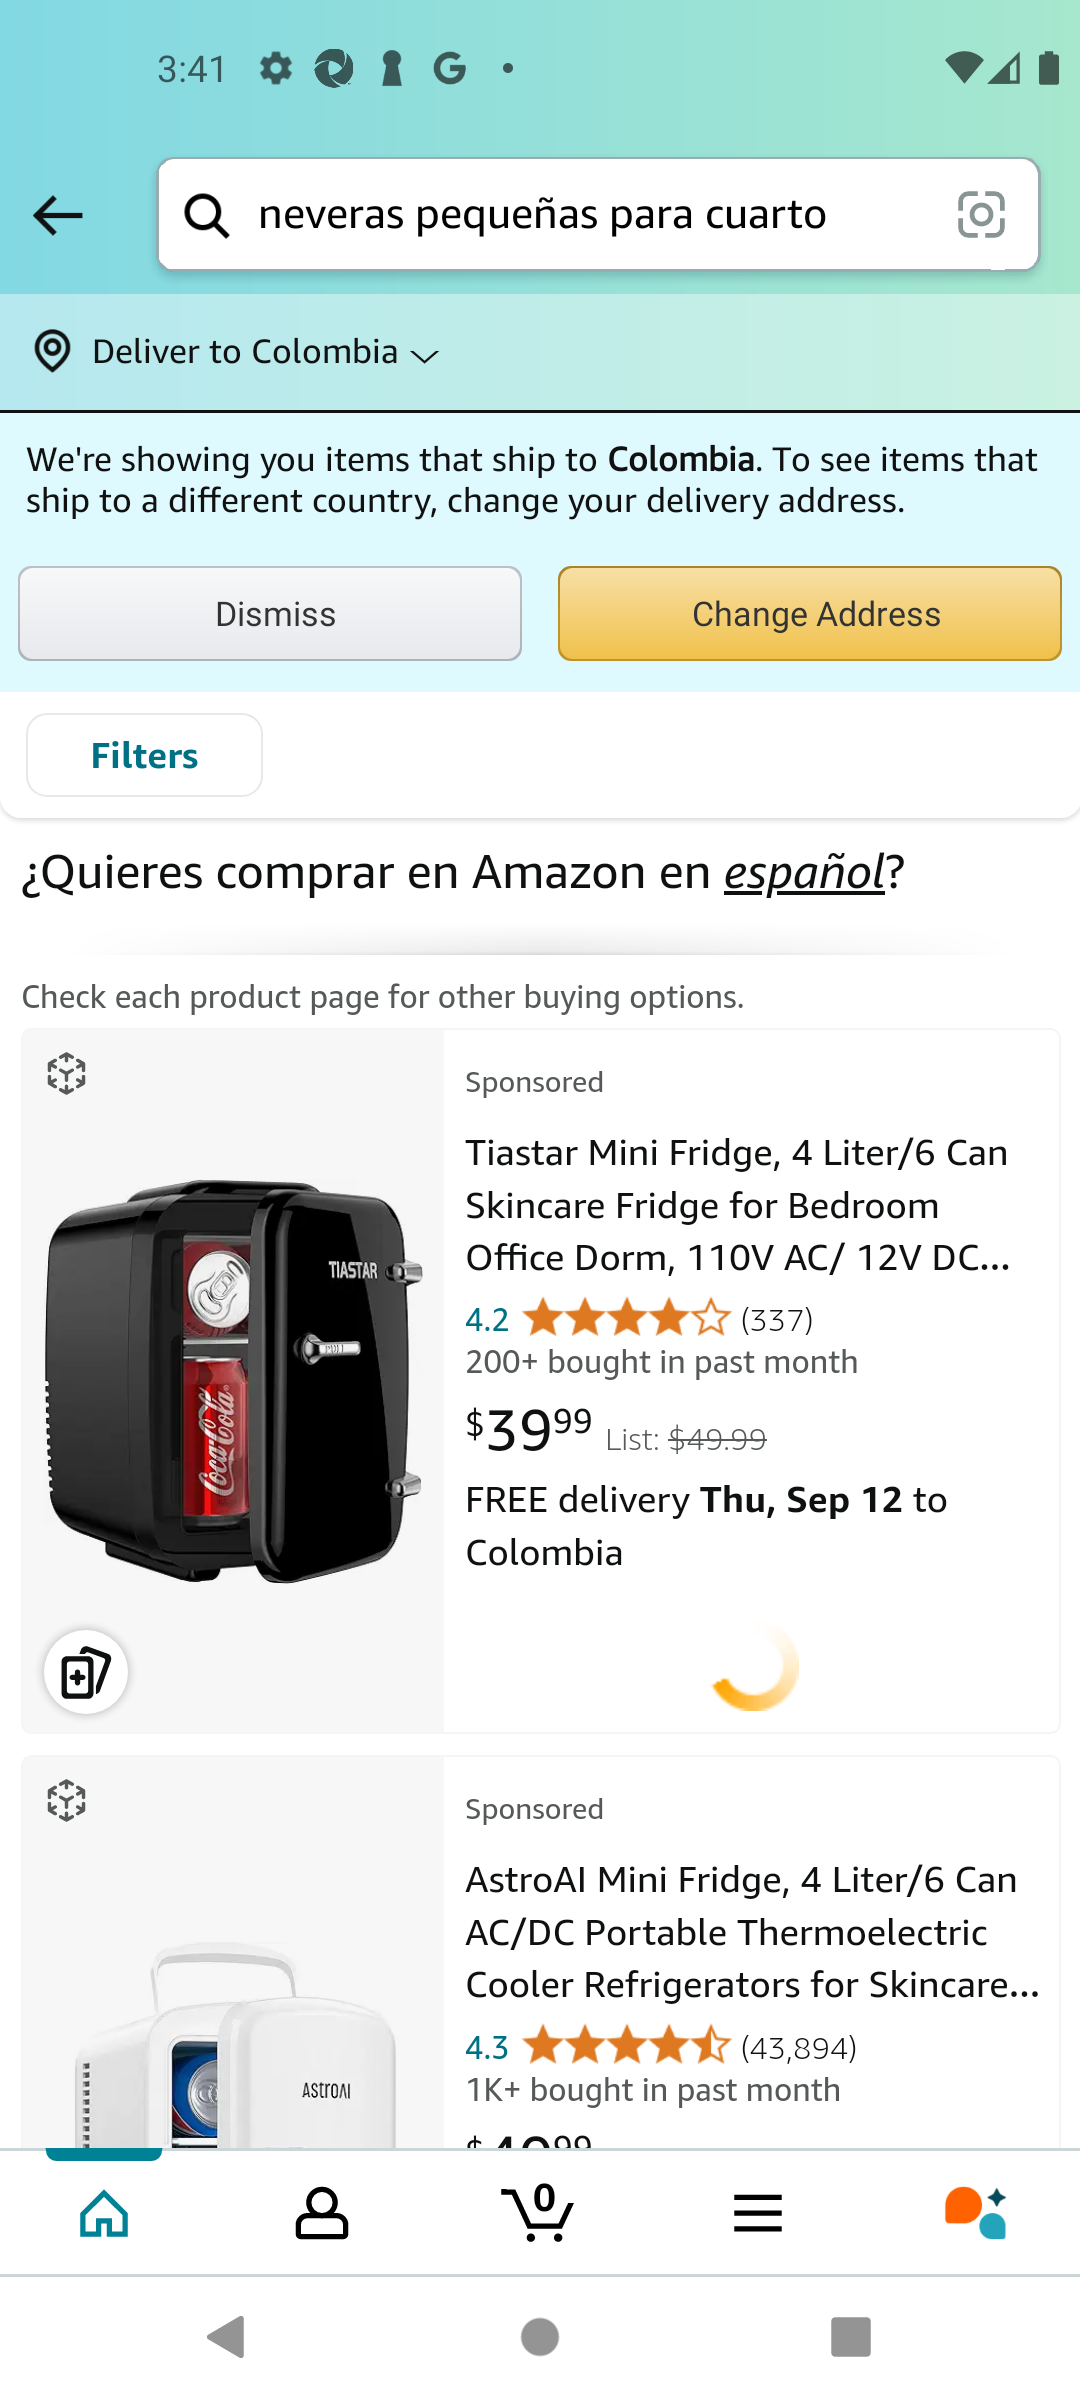 3:41
neveras pequeñas para cuarto
Deliver to Colombia
We're showing you items that ship to Colombia. To see items that
ship to a different country, change your delivery address.
Dismiss
Change Address
Filters
¿Quieres comprar en Amazon en español?
Check each product page for other buying options.
Sponsored
Tiastar Mini Fridge, 4 Liter/6 Can
Skincare Fridge for Bedroom
Office Dorm, 110V AC/ 12V DC...
4.2 (337)
200+ bought in past month
$39.99 List: $49.99
FREE delivery Thu, Sep 12 to
Colombia
TIASTAR
Coca-Cola
Sponsored
AstroAI Mini Fridge, 4 Liter/6 Can
AC/DC Portable Thermoelectric
Cooler Refrigerators for Skincare...
4.3 (43,894)
1K+ bought in past month
ASTROAI
0